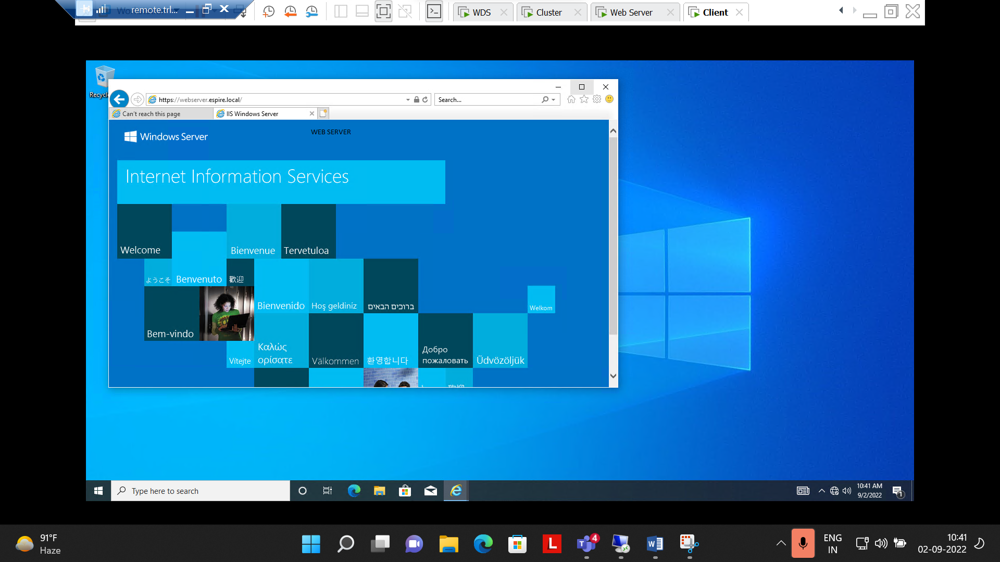 remote.trl...
WDS
Cluster
Web Server
Client
https://webserver.espire.local/
Search...
Can't reach this page
IIS Windows Server
Windows Server
WEB SERVER
Internet Information Services
Welcome
Bienvenue
Tervetuloa
ようこそ
Benvenuto
歡迎
Bienvenido
Hoş geldiniz
ברוכים הבאים
Welkom
Bem-vindo
Vítejte
Καλώς
ορίσατε
Välkommen
환영합니다
Добро
пожаловать
Üdvözöljük
Type here to search
10:41 AM
9/2/2022
1
91°F
Haze
L
T
4
W
ENG
IN
10:41
02-09-2022